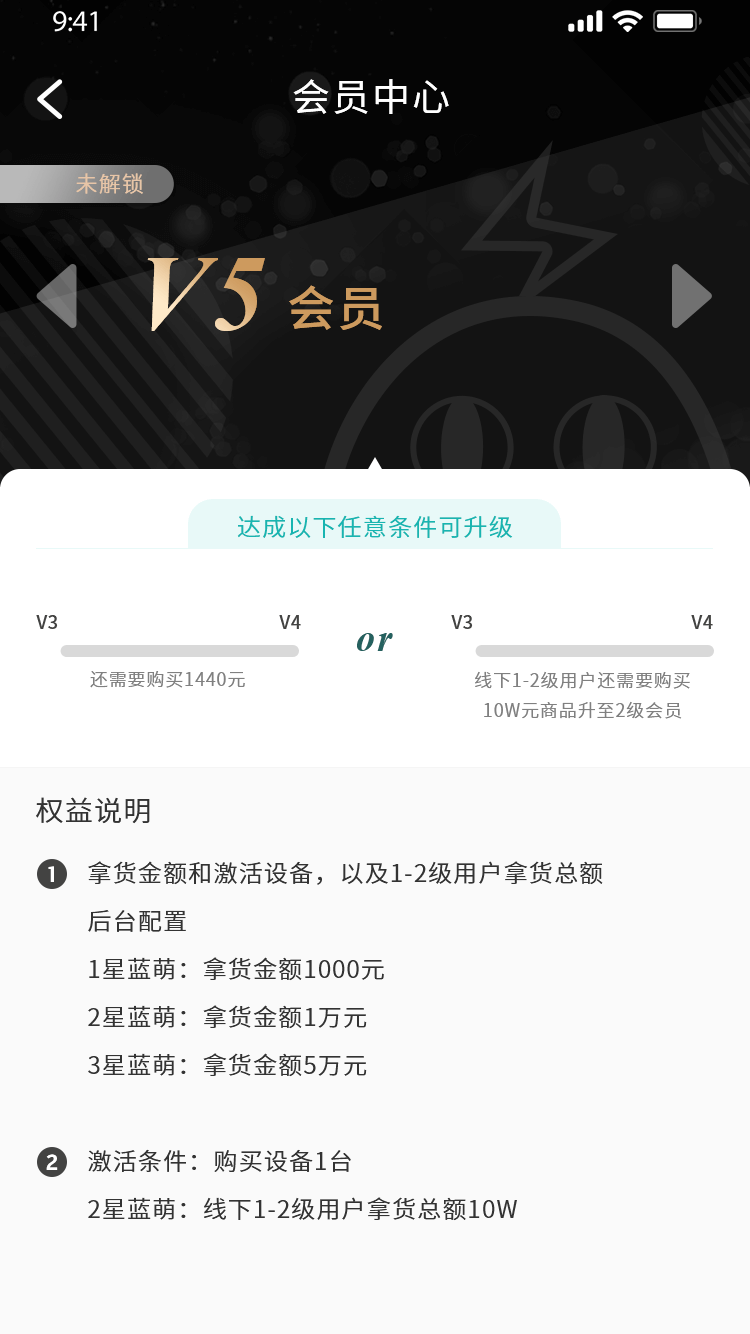 9:41
会员中心
未解锁
V5 会员
达成以下任意条件可升级
V3 V4 or V3 V4
还需要购买1440元
线下1-2级用户还需要购买
10W元商品升至2级会员
权益说明
1 拿货金额和激活设备，以及1-2级用户拿货总额
后台配置
1星蓝萌：拿货金额1000元
2星蓝萌：拿货金额1万元
3星蓝萌：拿货金额5万元
2 激活条件：购买设备1台
2星蓝萌：线下1-2级用户拿货总额10W